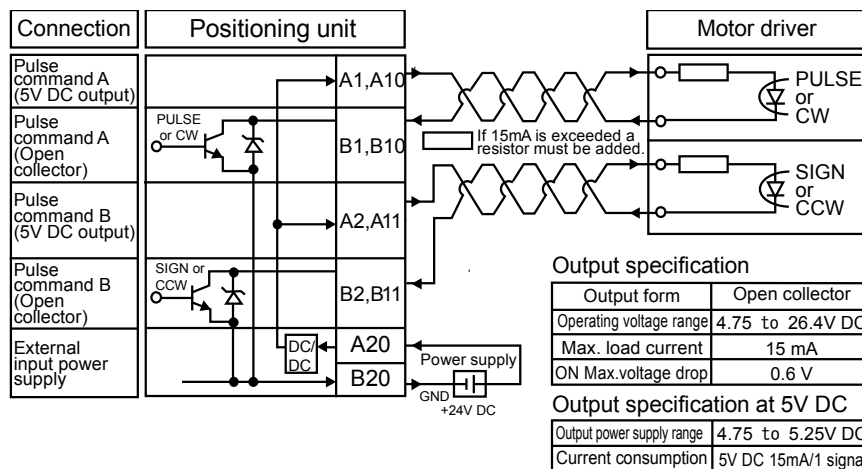 Connection
Positioning unit
Motor driver
Pulse
command A
(5V DC output)
A1,A10
Pulse
command A
(Open
collector)
PULSE
or CW
B1,B10
If 15mA is exceeded a
resistor must be added.
PULSE
or
CW
Pulse
command B
(5V DC output)
A2,A11
SIGN
or
CCW
Pulse
command B
(Open
collector)
SIGN or
CCW
B2,B11
External
input power
supply
DC/
DC
A20
B20
Power supply
GND
+24V DC
Output specification
Output form Open collector
Operating voltage range 4.75 to 26.4V DC
Max. load current 15 mA
ON Max.voltage drop 0.6 V
Output specification at 5V DC
Output power supply range 4.75 to 5.25V DC
Current consumption 5V DC 15mA/1 signal